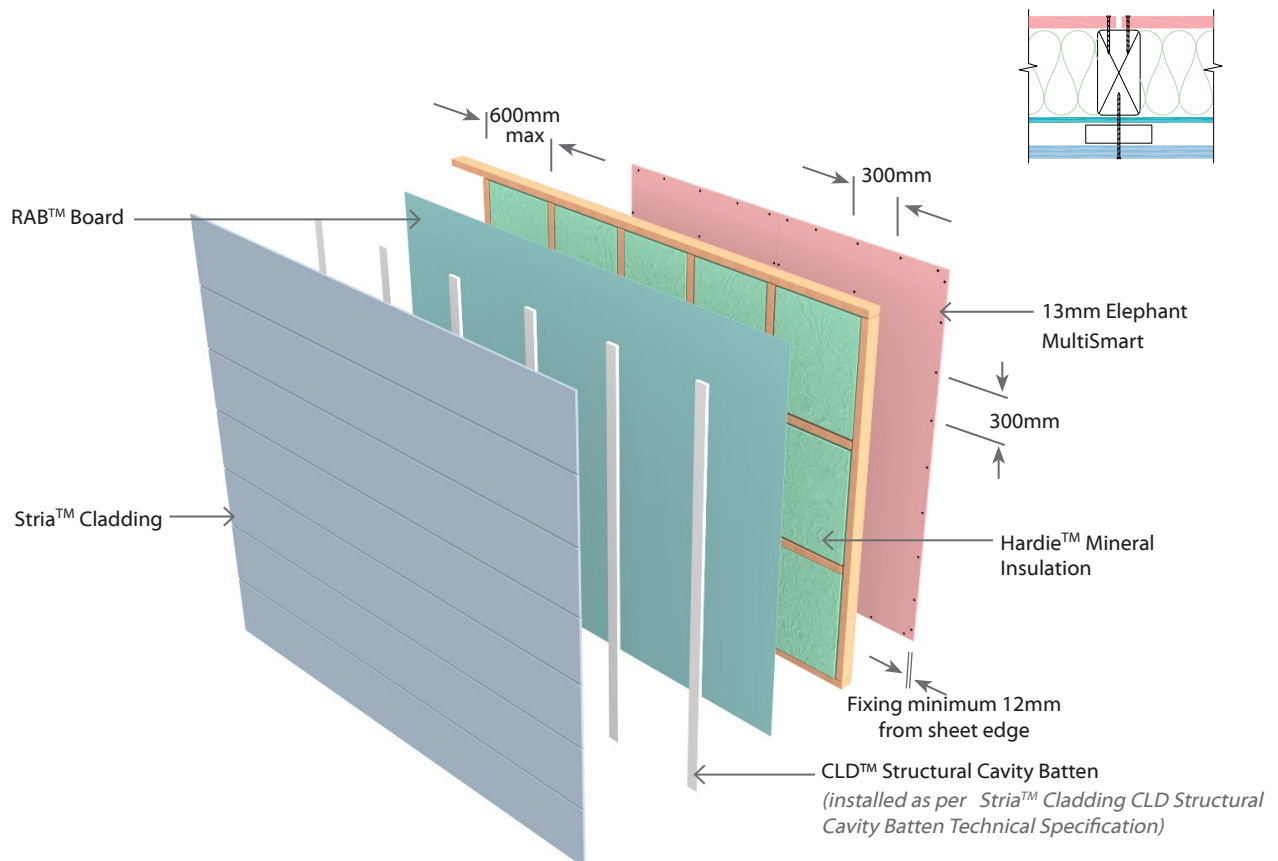 600mm
max
300mm
RAB™ Board
13mm Elephant
MultiSmart
300mm
Stria™ Cladding
Hardie™ Mineral
Insulation
Fixing minimum 12mm
from sheet edge
CLD™ Structural Cavity Batten
(installed as per Stria™ Cladding CLD Structural
Cavity Batten Technical Specification)